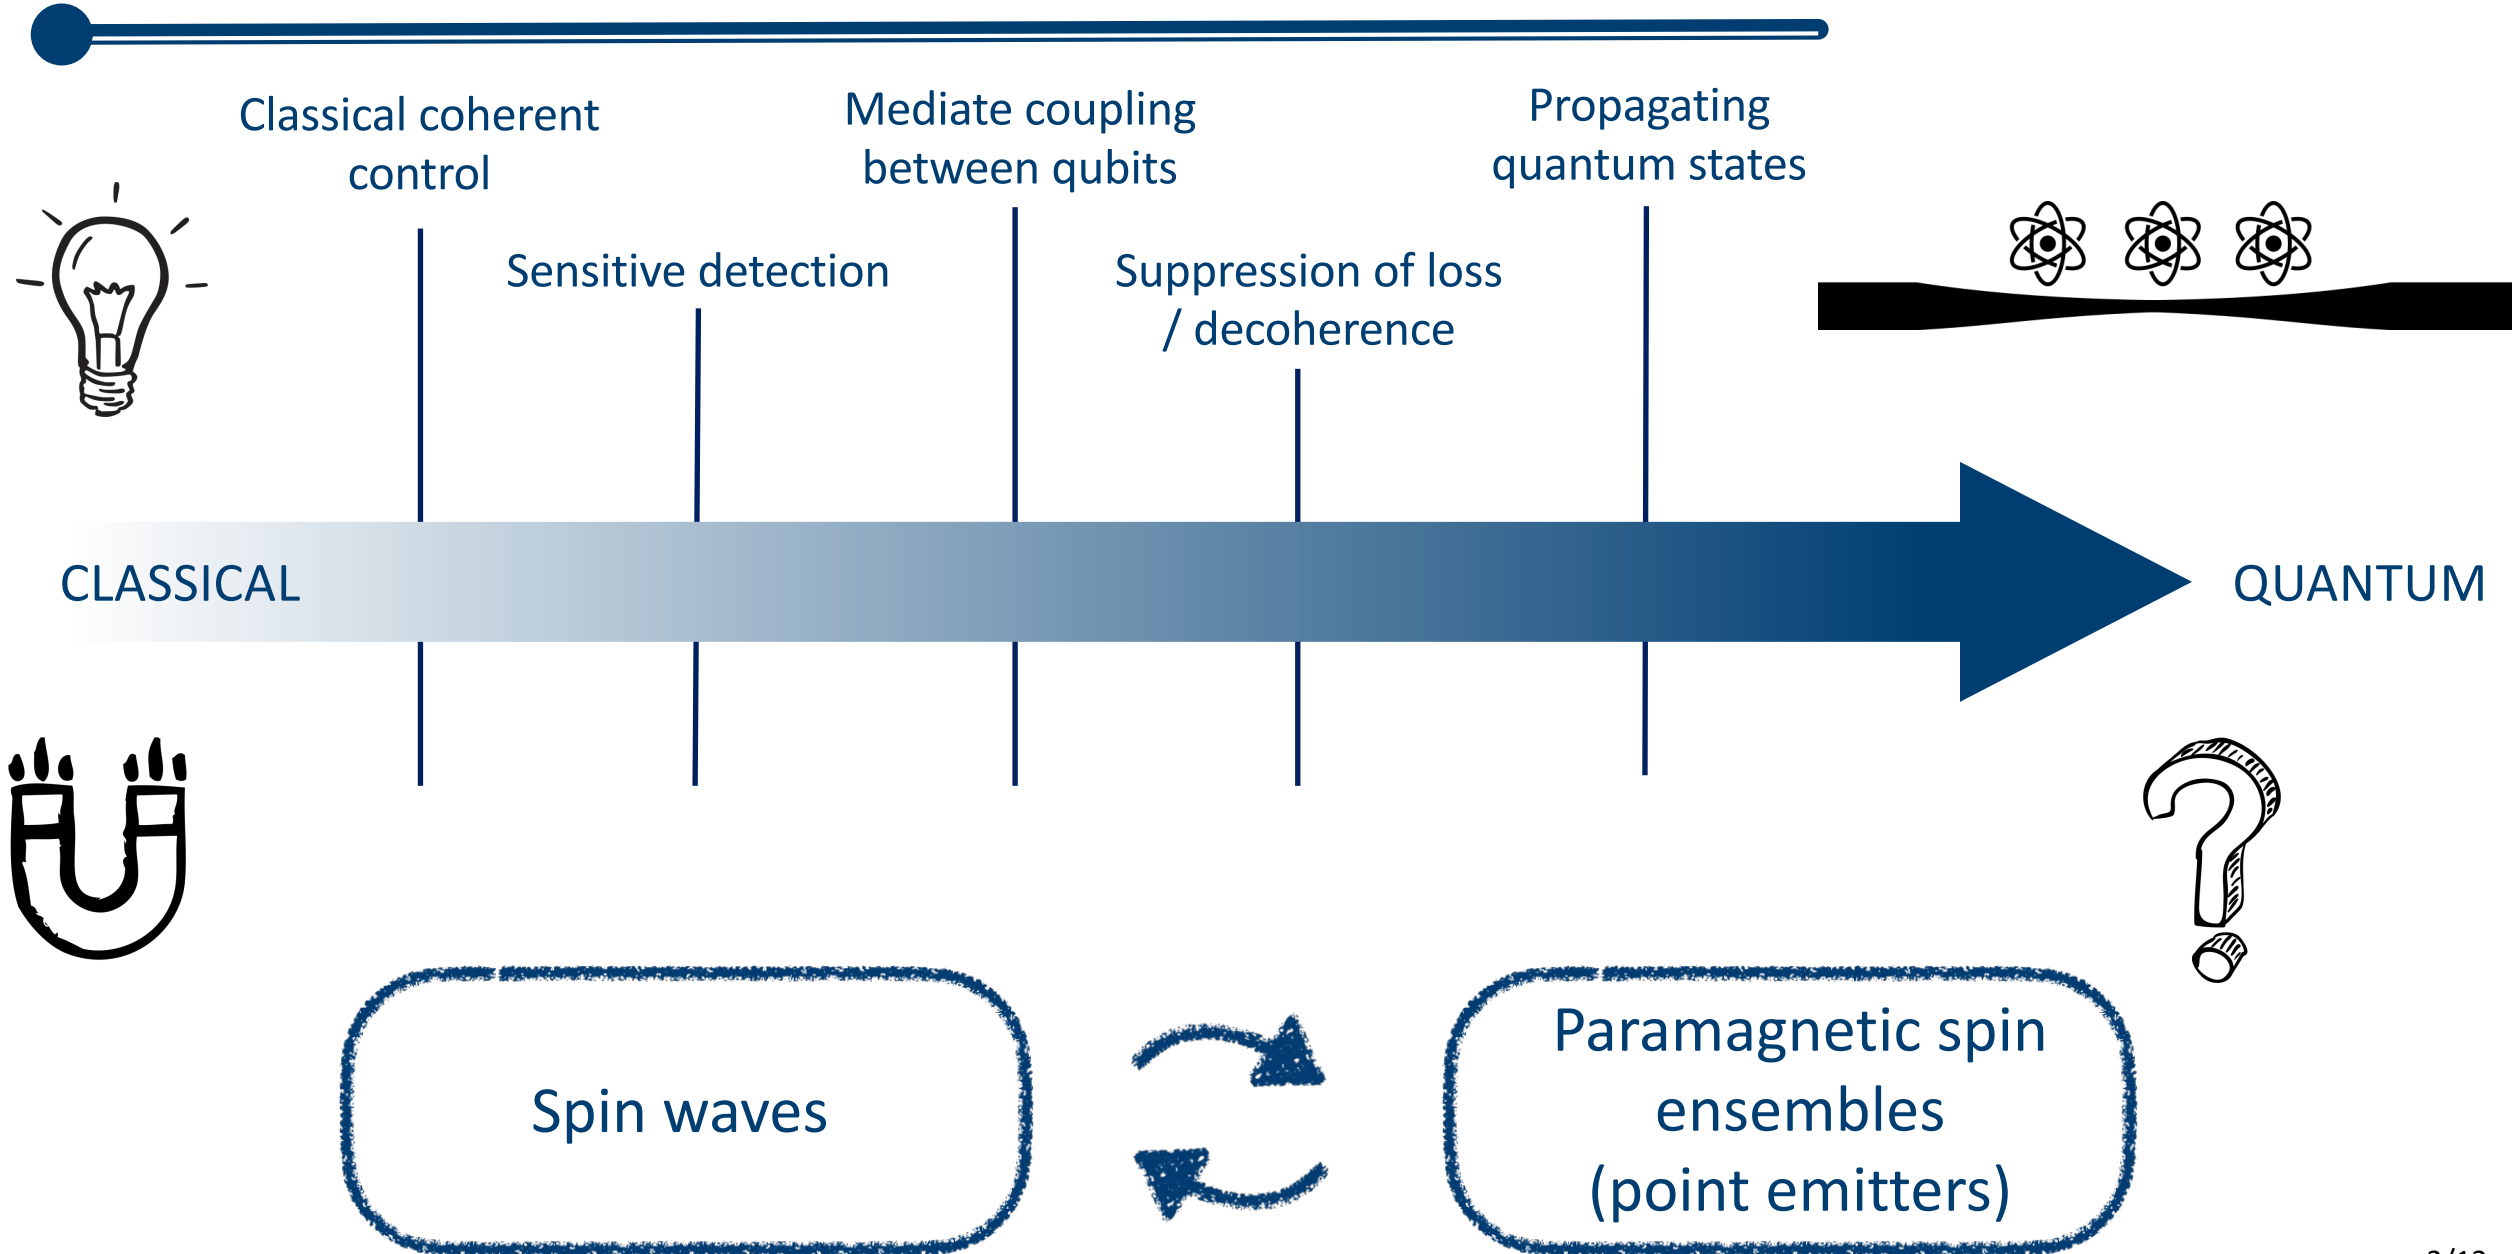 Classical coherent
control
Mediate coupling
between qubits
Propagating
quantum states
Sensitive detection
Suppression of loss
/ decoherence
CLASSICAL
QUANTUM
Spin waves
Paramagnetic spin
ensembles
(point emitters)